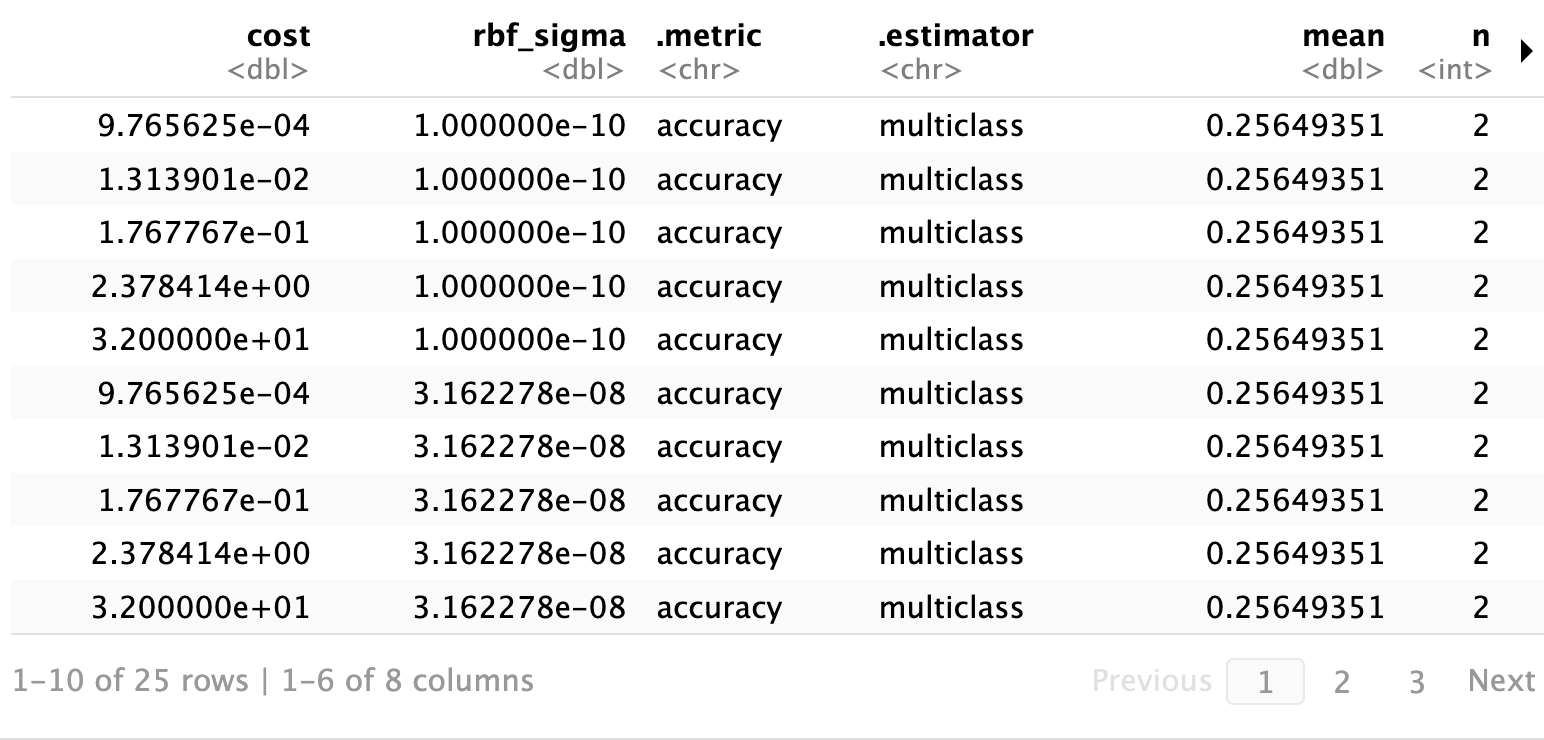 cost rbf_sigma .metric .estimator mean n
<dbl> <dbl> <chr> <chr> <dbl> <int>
9.765625e-04 1.000000e-10 accuracy multiclass 0.25649351 2
1.313901e-02 1.000000e-10 accuracy multiclass 0.25649351 2
1.767767e-01 1.000000e-10 accuracy multiclass 0.25649351 2
2.378414e+00 1.000000e-10 accuracy multiclass 0.25649351 2
3.200000e+01 1.000000e-10 accuracy multiclass 0.25649351 2
9.765625e-04 3.162278e-08 accuracy multiclass 0.25649351 2
1.313901e-02 3.162278e-08 accuracy multiclass 0.25649351 2
1.767767e-01 3.162278e-08 accuracy multiclass 0.25649351 2
2.378414e+00 3.162278e-08 accuracy multiclass 0.25649351 2
3.200000e+01 3.162278e-08 accuracy multiclass 0.25649351 2
1-10 of 25 rows | 1-6 of 8 columns Previous 1 2 3 Next